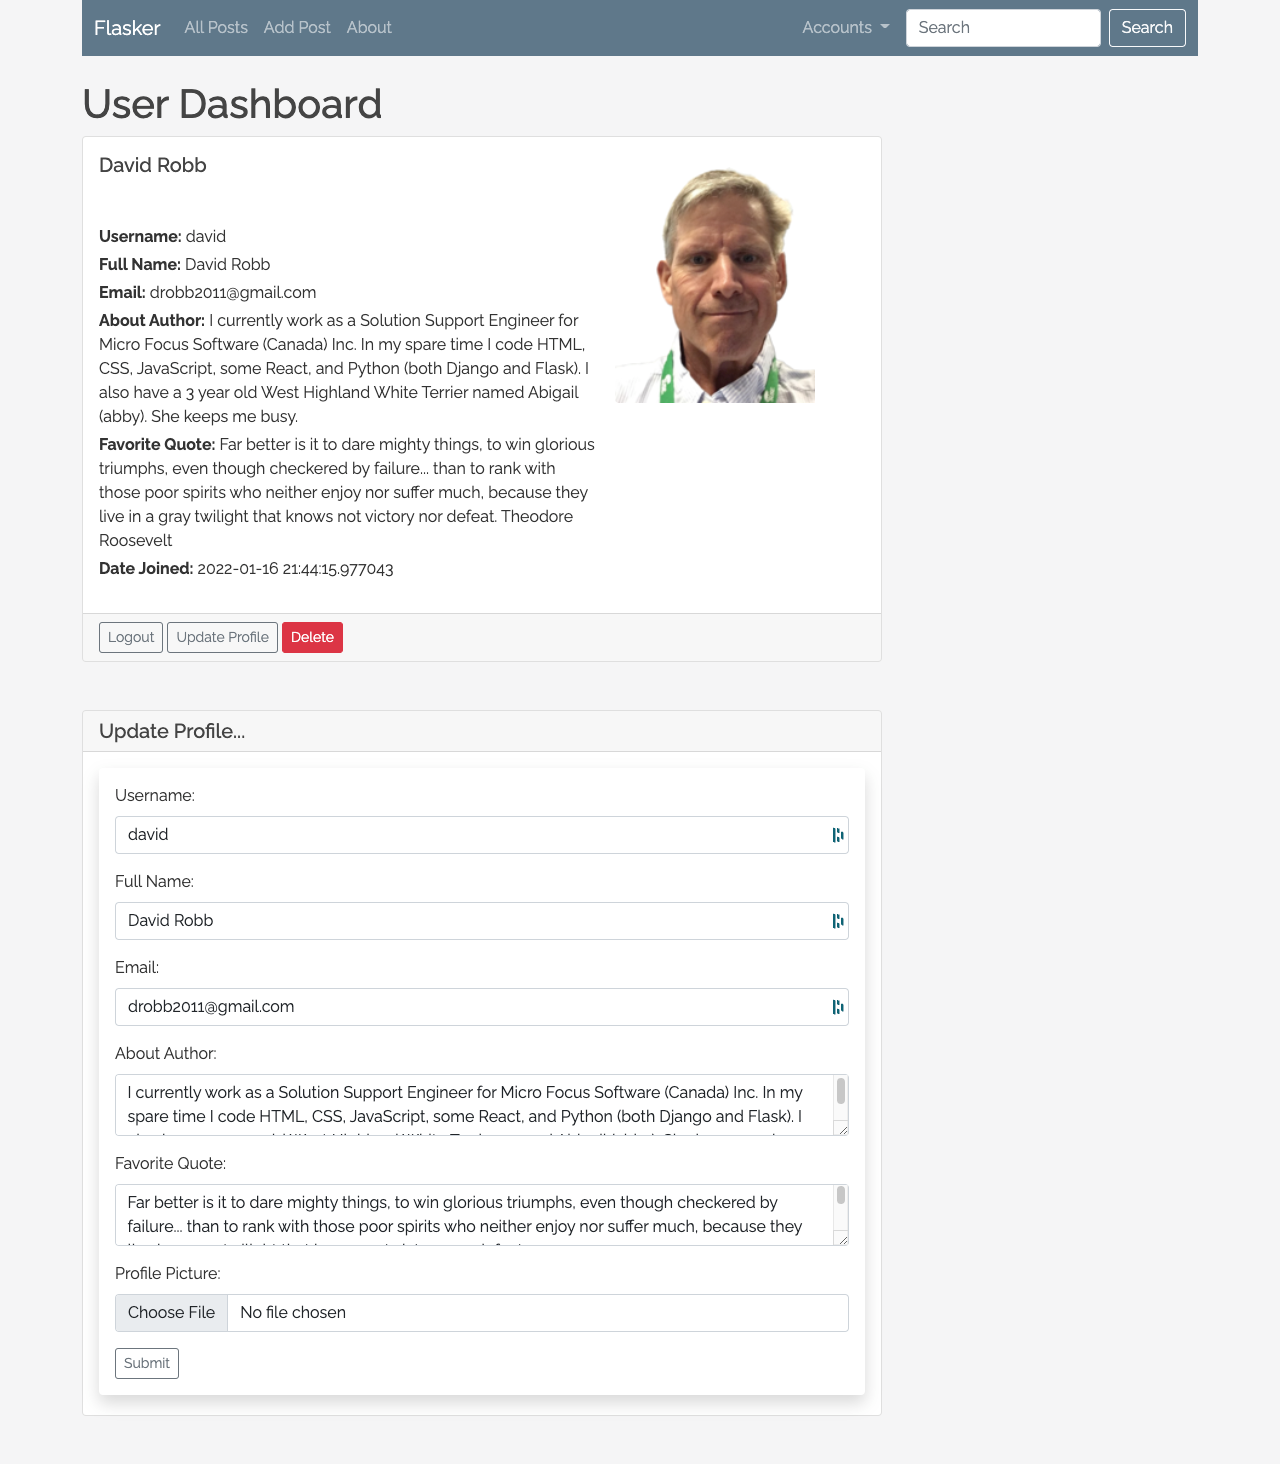 Flasker All Posts Add Post About Accounts Search Search
User Dashboard
David Robb
Username: david
Full Name: David Robb
Email: drobb2011@gmail.com
About Author: I currently work as a Solution Support Engineer for
Micro Focus Software (Canada) Inc. In my spare time I code HTML,
CSS, JavaScript, some React, and Python (both Django and Flask). I
also have a 3 year old West Highland White Terrier named Abigail
(abby). She keeps me busy.
Favorite Quote: Far better is it to dare mighty things, to win glorious
triumphs, even though checkered by failure... than to rank with
those poor spirits who neither enjoy nor suffer much, because they
live in a gray twilight that knows not victory nor defeat. Theodore
Roosevelt
Date Joined: 2022-01-16 21:44:15.977043
Logout Update Profile Delete
Update Profile...
Username:
david
Full Name:
David Robb
Email:
drobb2011@gmail.com
About Author:
I currently work as a Solution Support Engineer for Micro Focus Software (Canada) Inc. In my
spare time I code HTML, CSS, JavaScript, some React, and Python (both Django and Flask). I
Favorite Quote:
Far better is it to dare mighty things, to win glorious triumphs, even though checkered by
failure... than to rank with those poor spirits who neither enjoy nor suffer much, because they
Profile Picture:
Choose File No file chosen
Submit